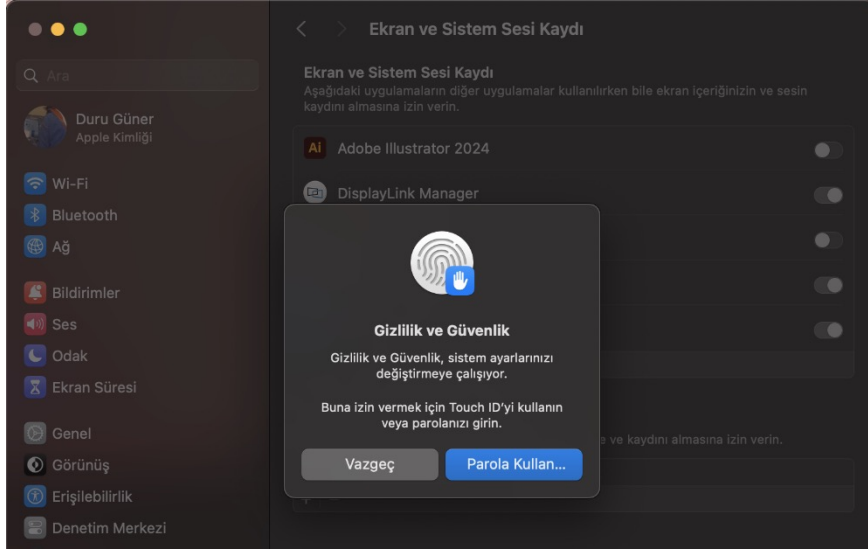 Ekran ve Sistem Sesi Kaydı
Ara
Duru Güner
Apple Kimliği
Wi-Fi
Bluetooth
Ağ
Bildirimler
Ses
Odak
Ekran Süresi
Genel
Görünüş
Erişilebilirlik
Denetim Merkezi
Ekran ve Sistem Sesi Kaydı
Aşağıdaki uygulamaların diğer uygulamalar kullanılırken bile ekran içeriğinizin ve sesin
kaydını almasına izin verin.
Ai Adobe Illustrator 2024
DisplayLink Manager
Gizlilik ve Güvenlik
Gizlilik ve Güvenlik, sistem ayarlarınızı
değiştirmeye çalışıyor.
Buna izin vermek için Touch ID'yi kullanın
veya parolanızı girin.
Vazgeç
Parola Kullan...
ve kaydını almasına izin verin.